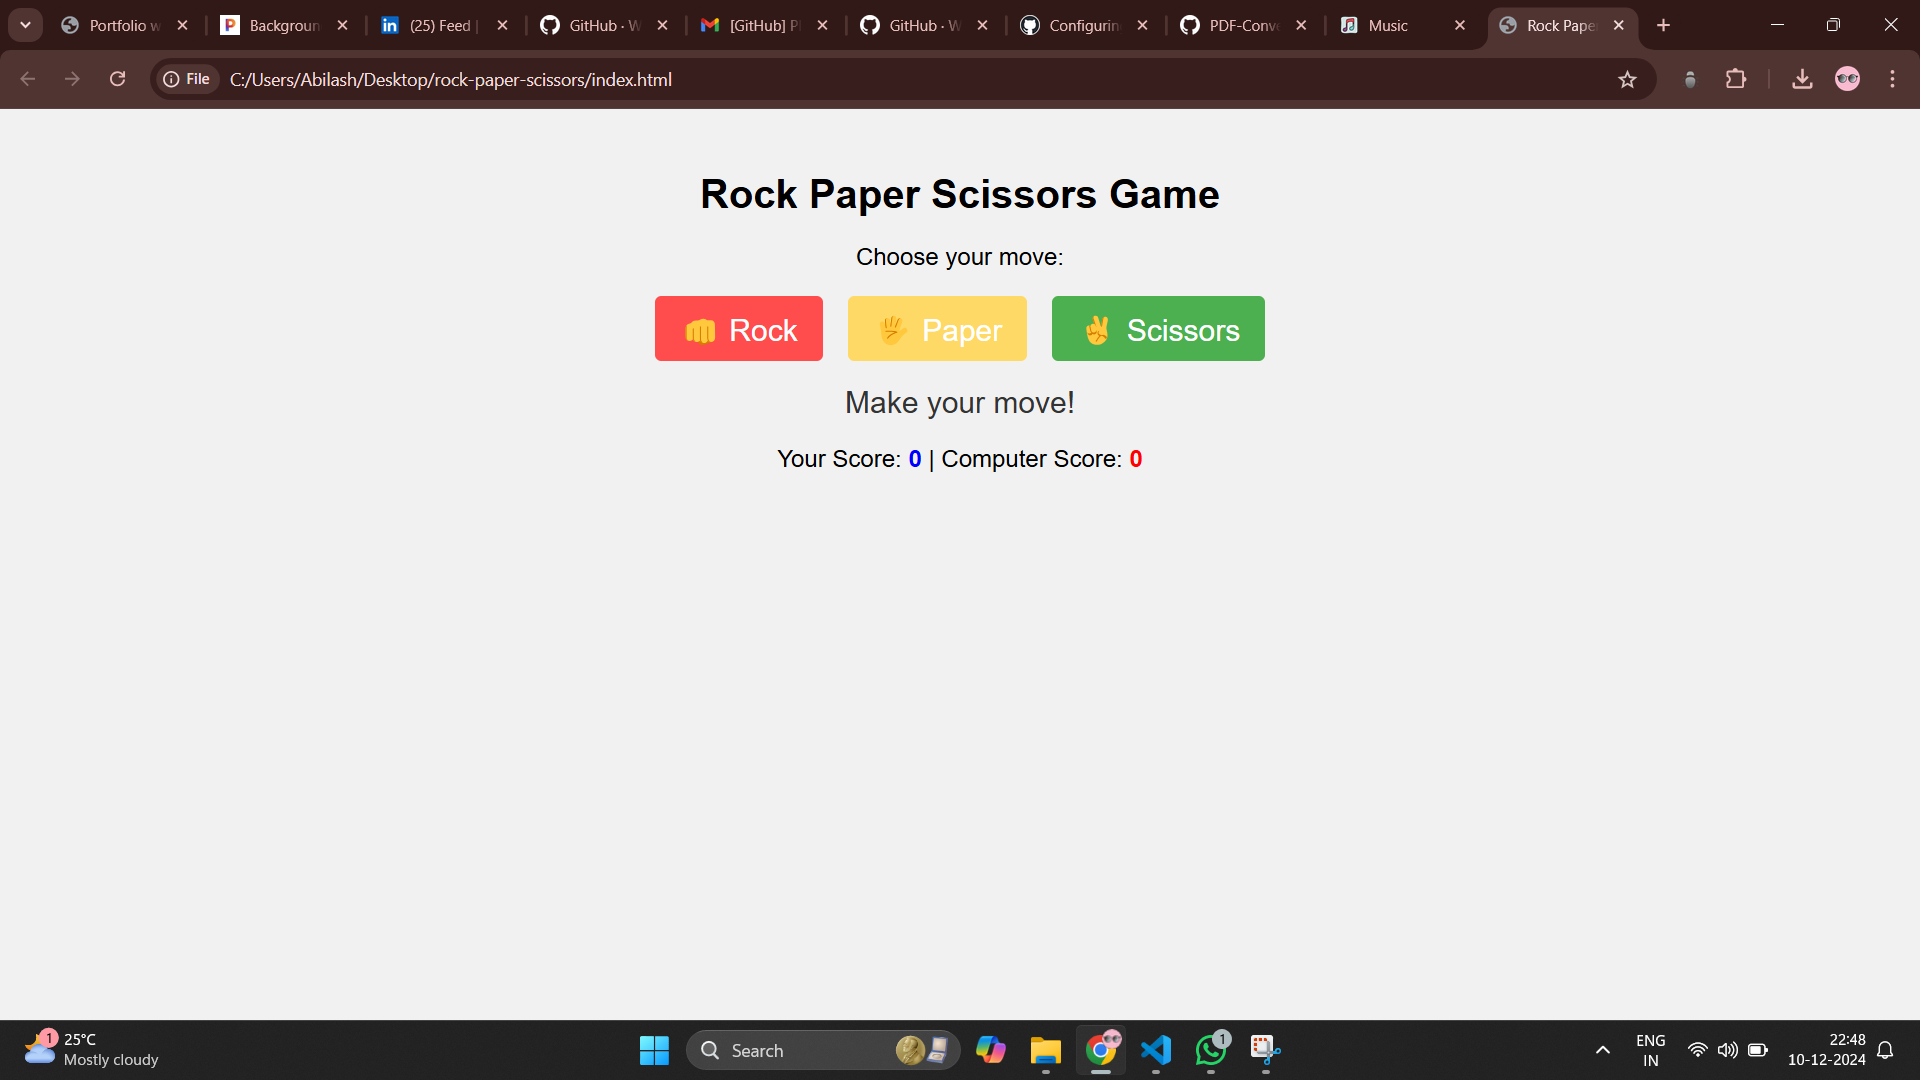 Portfolio w
Backgroun
(25) Feed |
GitHub · W
[GitHub] Pl
GitHub · W
Configurin
PDF-Conve
Music
Rock Pape
File
C:/Users/Abilash/Desktop/rock-paper-scissors/index.html
Rock Paper Scissors Game
Choose your move:
👊 Rock
🖐 Paper
✌ Scissors
Make your move!
Your Score: 0 | Computer Score: 0
1
25°C
Mostly cloudy
Search
1
ENG
IN
22:48
10-12-2024